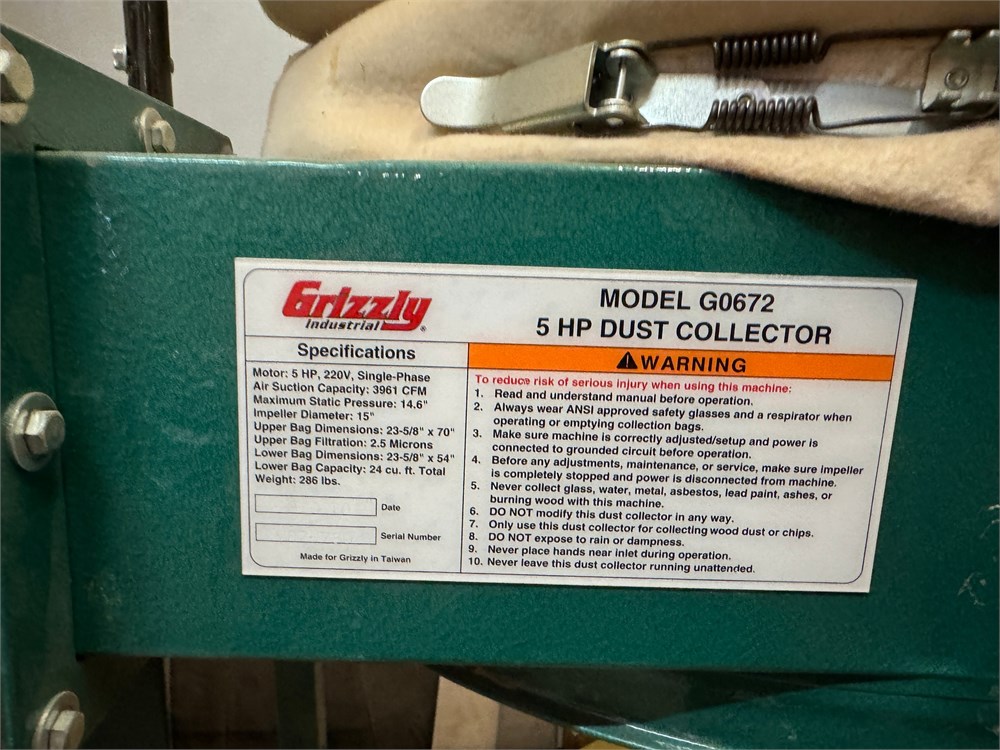 Grizzly
Industrial®
MODEL G0672
5 HP DUST COLLECTOR
Specifications
Motor: 5 HP, 220V, Single-Phase
Air Suction Capacity: 3961 CFM
Maximum Static Pressure: 14.6"
Impeller Diameter: 15"
Upper Bag Dimensions: 23-5/8" x 70"
Upper Bag Filtration: 2.5 Microns
Lower Bag Dimensions: 23-5/8" x 54"
Lower Bag Capacity: 24 cu. ft. Total
Weight: 286 lbs.
Date
Serial Number
Made for Grizzly in Taiwan
WARNING
To reduce risk of serious injury when using this machine:
1. Read and understand manual before operation.
2. Always wear ANSI approved safety glasses and a respirator when
operating or emptying collection bags.
3. Make sure machine is correctly adjusted/setup and power is
connected to grounded circuit before operation.
4. Before any adjustments, maintenance, or service, make sure impeller
is completely stopped and power is disconnected from machine.
5. Never collect glass, water, metal, asbestos, lead paint, ashes, or
burning wood with this machine.
6. DO NOT modify this dust collector in any way.
7. Only use this dust collector for collecting wood dust or chips.
8. DO NOT expose to rain or dampness.
9. Never place hands near inlet during operation.
10. Never leave this dust collector running unattended.